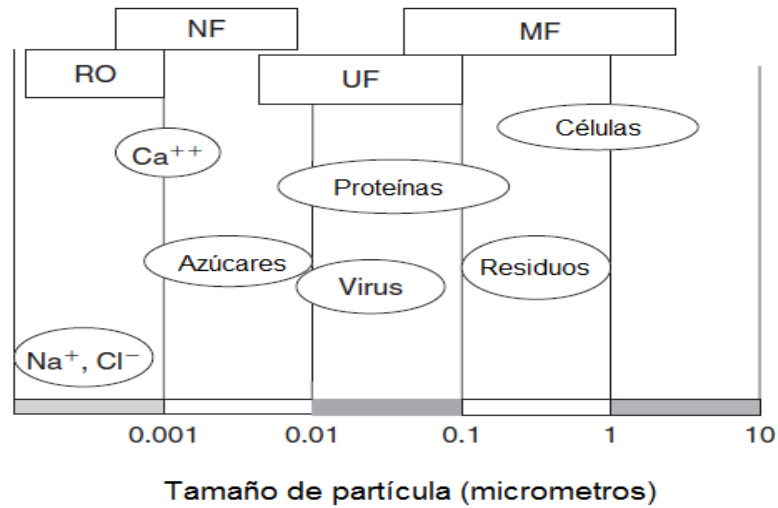 NF
MF
RO
UF
Células
Ca⁺⁺
Proteínas
Azúcares
Virus
Residuos
Na⁺, Cl⁻
0.001 0.01 0.1 1 10
Tamaño de partícula (micrometros)